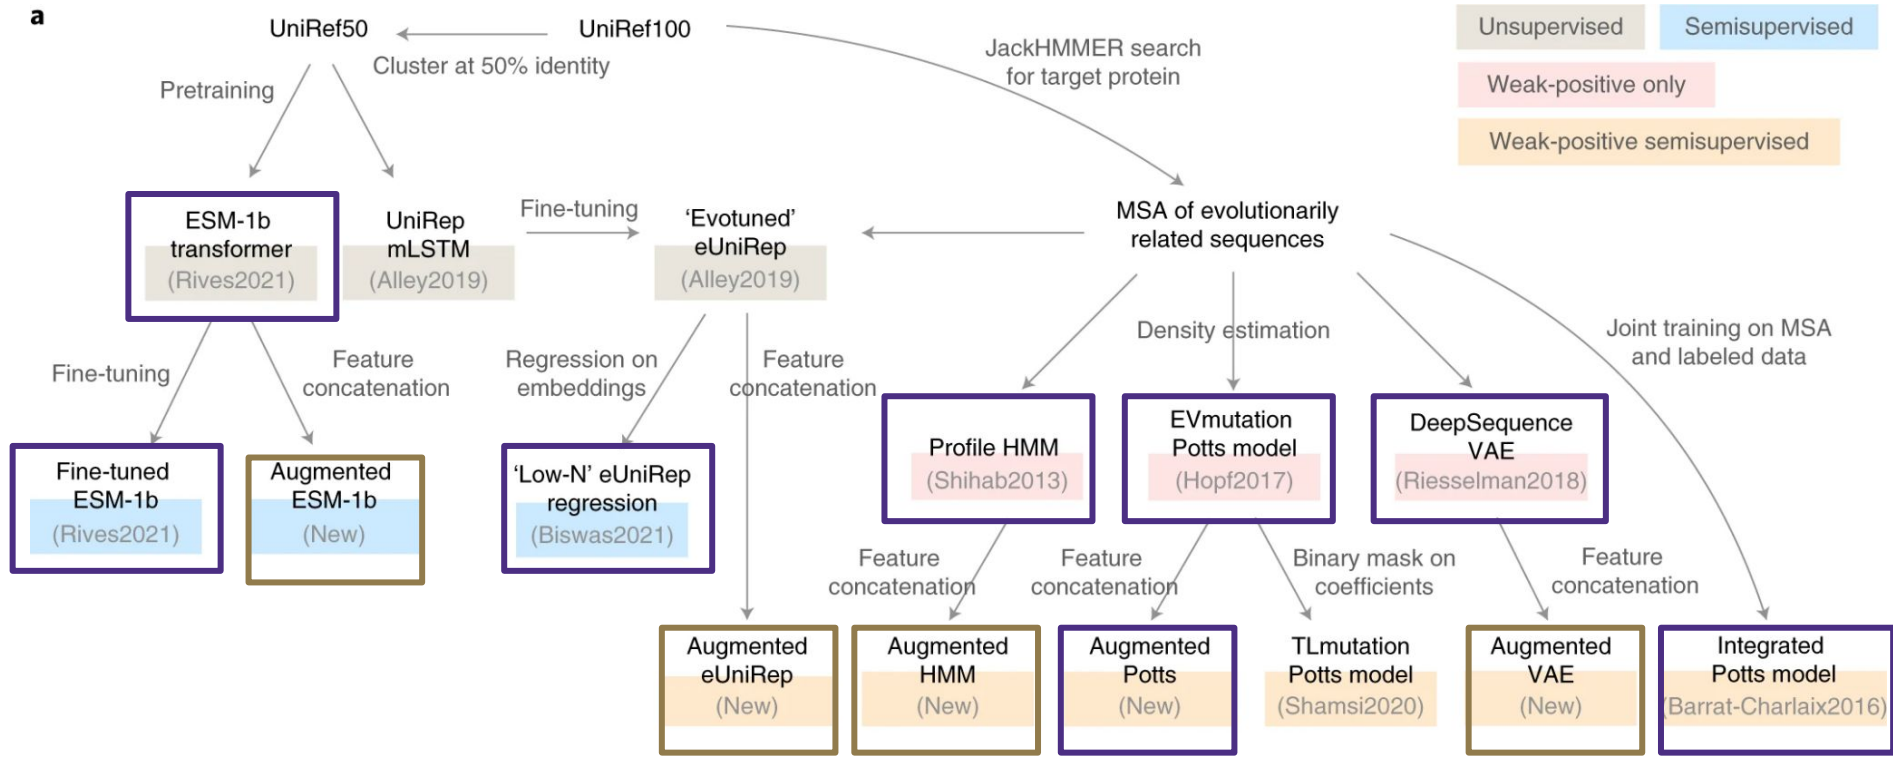 a
UniRef50
UniRef100
Cluster at 50% identity
JackHMMER search
for target protein
Unsupervised
Semisupervised
Weak-positive only
Weak-positive semisupervised
Pretraining
ESM-1b
transformer
(Rives2021)
UniRep
mLSTM
(Alley2019)
Fine-tuning
‘Evotuned’
eUniRep
(Alley2019)
MSA of evolutionarily
related sequences
Fine-tuning
Feature
concatenation
Regression on
embeddings
Feature
concatenation
Density estimation
Joint training on MSA
and labeled data
Fine-tuned
ESM-1b
(Rives2021)
Augmented
ESM-1b
(New)
‘Low-N’ eUniRep
regression
(Biswas2021)
Profile HMM
(Shihab2013)
EVmutation
Potts model
(Hopf2017)
DeepSequence
VAE
(Riesselman2018)
Feature
concatenation
Feature
concatenation
Binary mask on
coefficients
Feature
concatenation
Augmented
eUniRep
(New)
Augmented
HMM
(New)
Augmented
Potts
(New)
TLmutation
Potts model
(Shamsi2020)
Augmented
VAE
(New)
Integrated
Potts model
(Barrat-Charlaix2016)